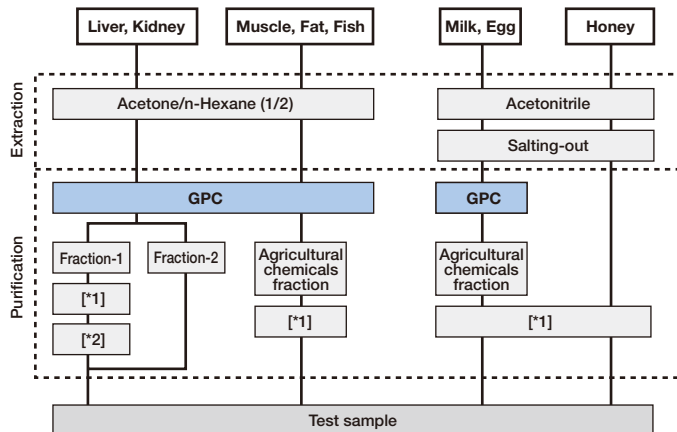 Liver, Kidney
Muscle, Fat, Fish
Milk, Egg
Honey
Extraction
Acetone/n-Hexane (1/2)
Acetonitrile
Salting-out
Purification
GPC
GPC
Fraction-1
Fraction-2
Agricultural
chemicals
fraction
Agricultural
chemicals
fraction
[*1]
[*1]
[*1]
[*2]
Test sample